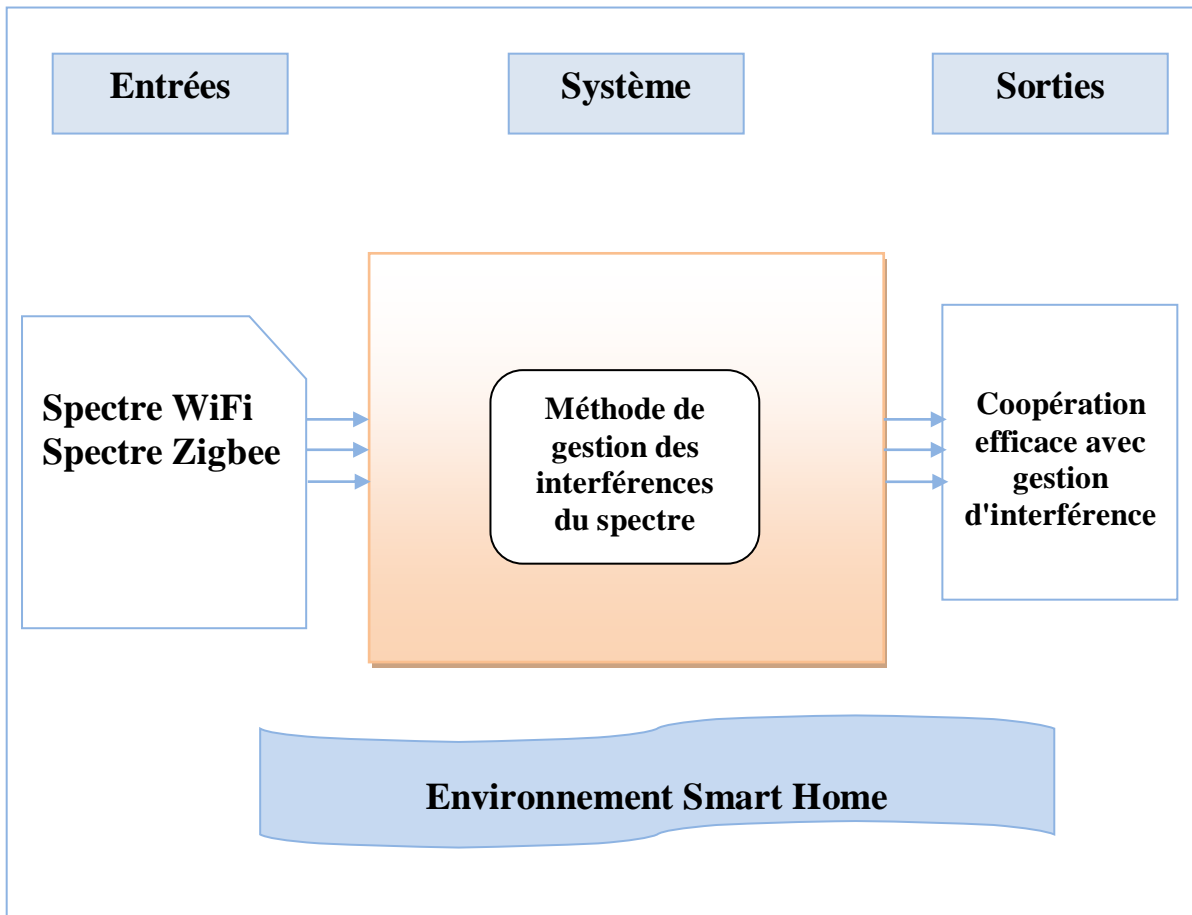 Entrées
Système
Sorties
Spectre WiFi
Spectre Zigbee
Méthode de
gestion des
interférences
du spectre
Coopération
efficace avec
gestion
d'interférence
Environnement Smart Home